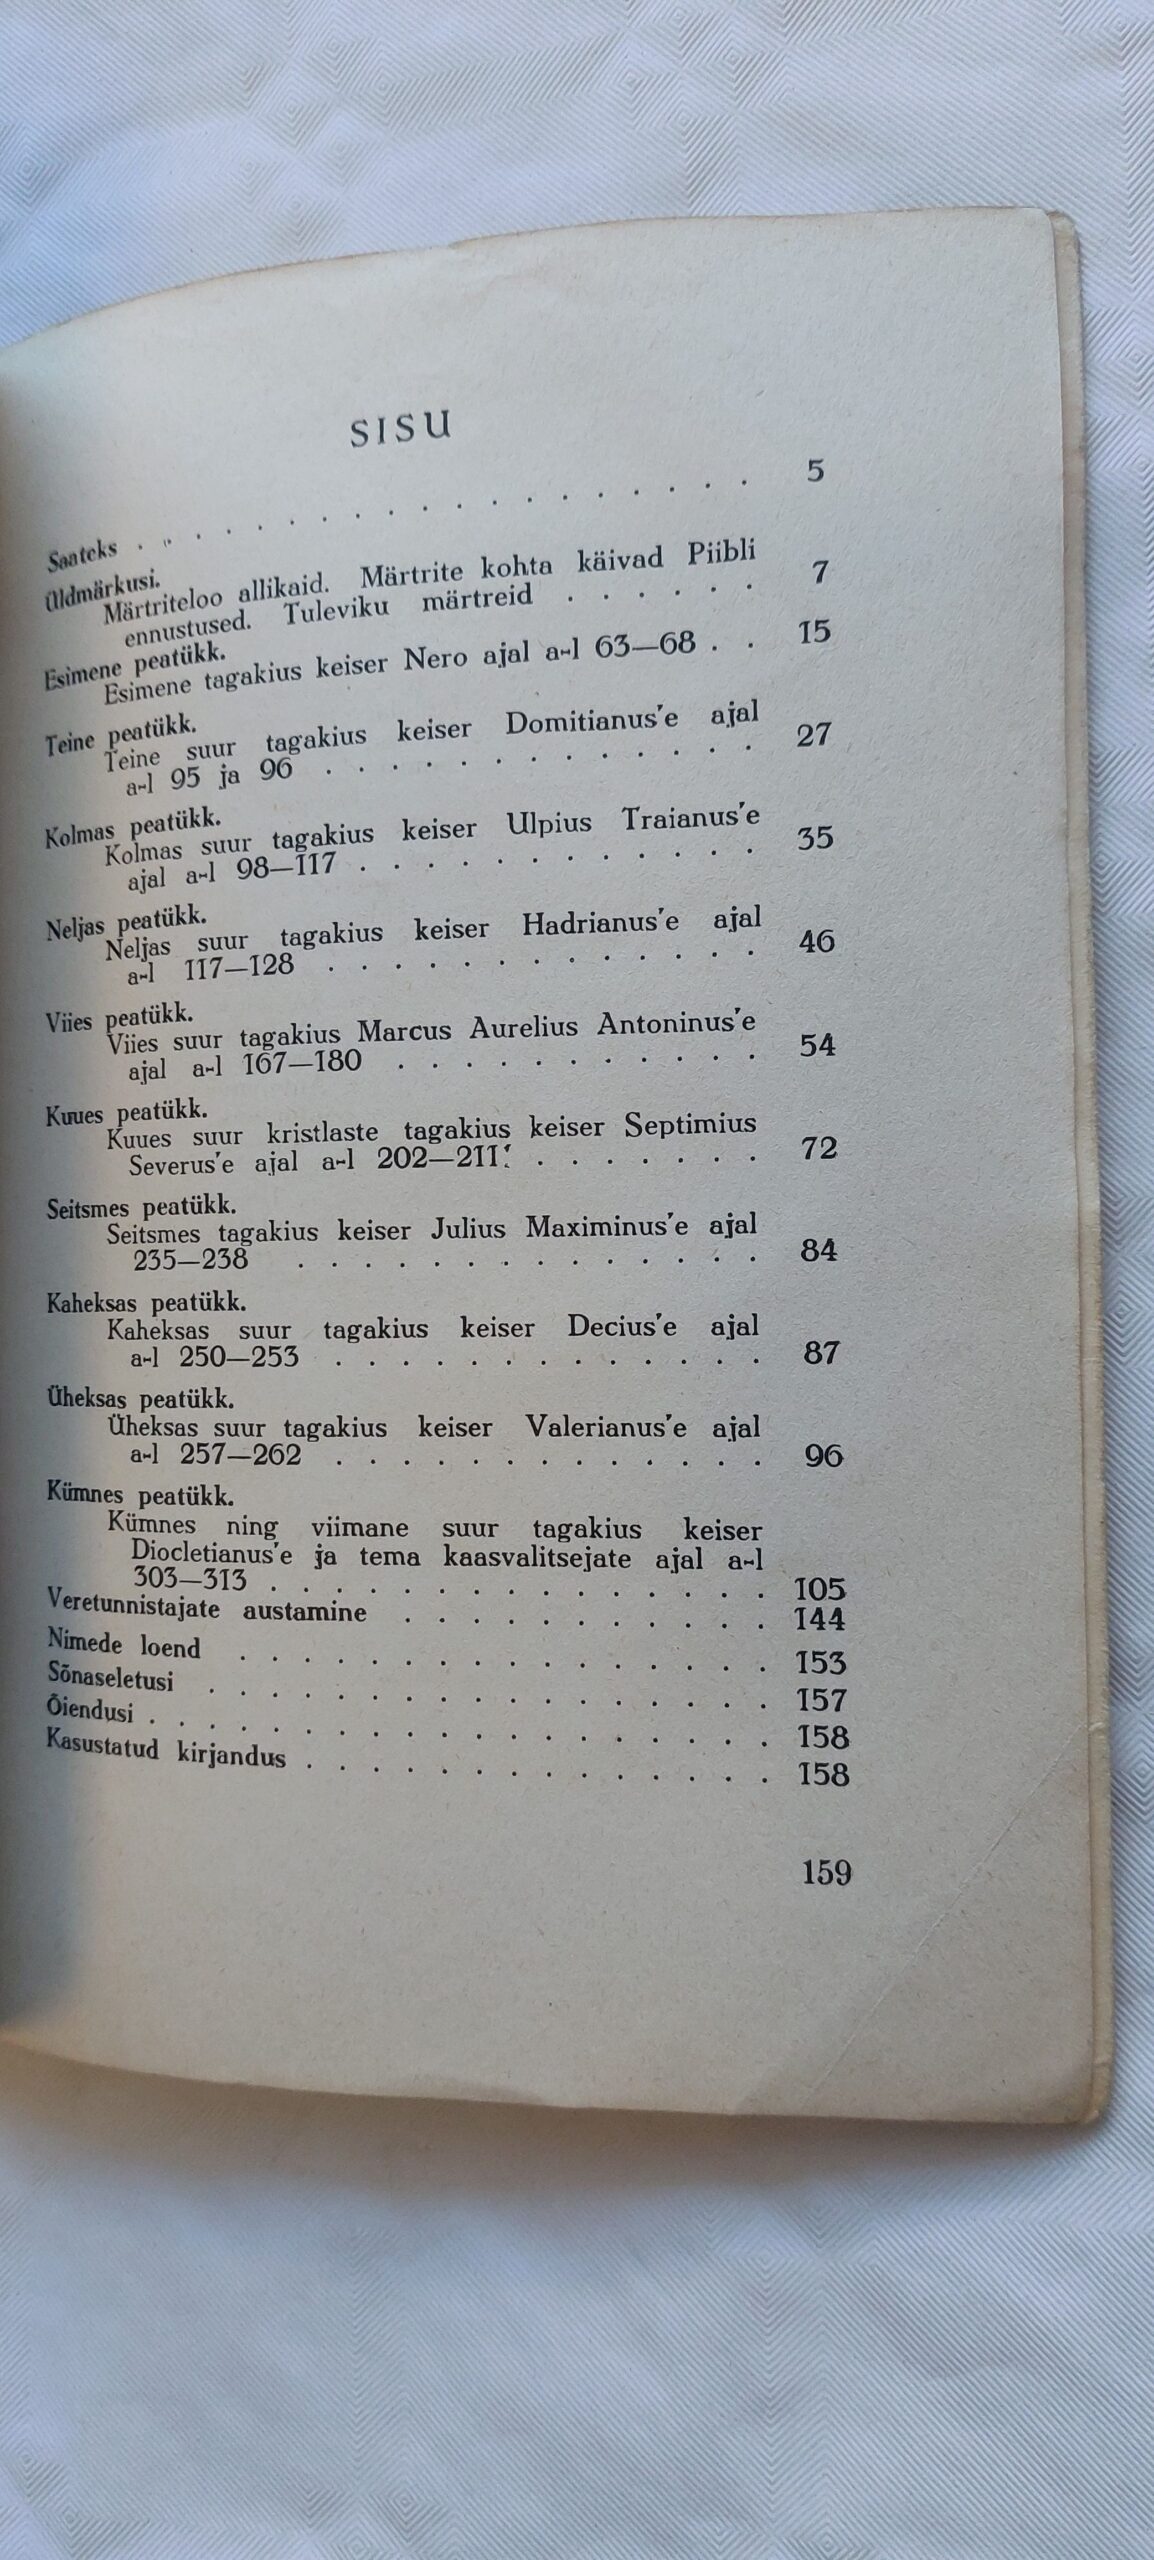 SISU
Saateks . . . . . . . . . . . . . . . . . . 5
Üldmärkusi.
Märtriteloo allikaid. Märtrite kohta käivad Piibli
ennustused. Tuleviku märtreid . . . . . . 7
Esimene peatükk.
Esimene tagakius keiser Nero ajal a-l 63—68 . . 15
Teine peatükk.
Teine suur tagakius keiser Domitianus'e ajal
a-l 95 ja 96 . . . . . . . . . . . . . 27
Kolmas peatükk.
Kolmas suur tagakius keiser Ulpius Traianus'e
ajal a-l 98—117 . . . . . . . . . . . . 35
Neljas peatükk.
Neljas suur tagakius keiser Hadrianus'e ajal
a-l 117—128 . . . . . . . . . . . . . 46
Viies peatükk.
Viies suur tagakius Marcus Aurelius Antoninus'e
ajal a-l 167—180 . . . . . . . . . . . 54
Kuues peatükk.
Kuues suur kristlaste tagakius keiser Septimius
Severus'e ajal a-l 202—211 . . . . . . . . 72
Seitsmes peatükk.
Seitsmes tagakius keiser Julius Maximinus'e ajal
235—238 . . . . . . . . . . . . . . 84
Kaheksas peatükk.
Kaheksas suur tagakius keiser Decius'e ajal
a-l 250—253 . . . . . . . . . . . . . 87
Üheksas peatükk.
Üheksas suur tagakius keiser Valerianus'e ajal
a-l 257—262 . . . . . . . . . . . . . 96
Kümnes peatükk.
Kümnes ning viimane suur tagakius keiser
Diocletianus'e ja tema kaasvalitsejate ajal a-l
303—313 . . . . . . . . . . . . . . . 105
Veretunnistajate austamine . . . . . . . . . . . 144
Nimede loend . . . . . . . . . . . . . . . . 153
Sõnaseletusi . . . . . . . . . . . . . . . . . 157
Õiendusi . . . . . . . . . . . . . . . . . . . 158
Kasustatud kirjandus . . . . . . . . . . . . . . 158
159